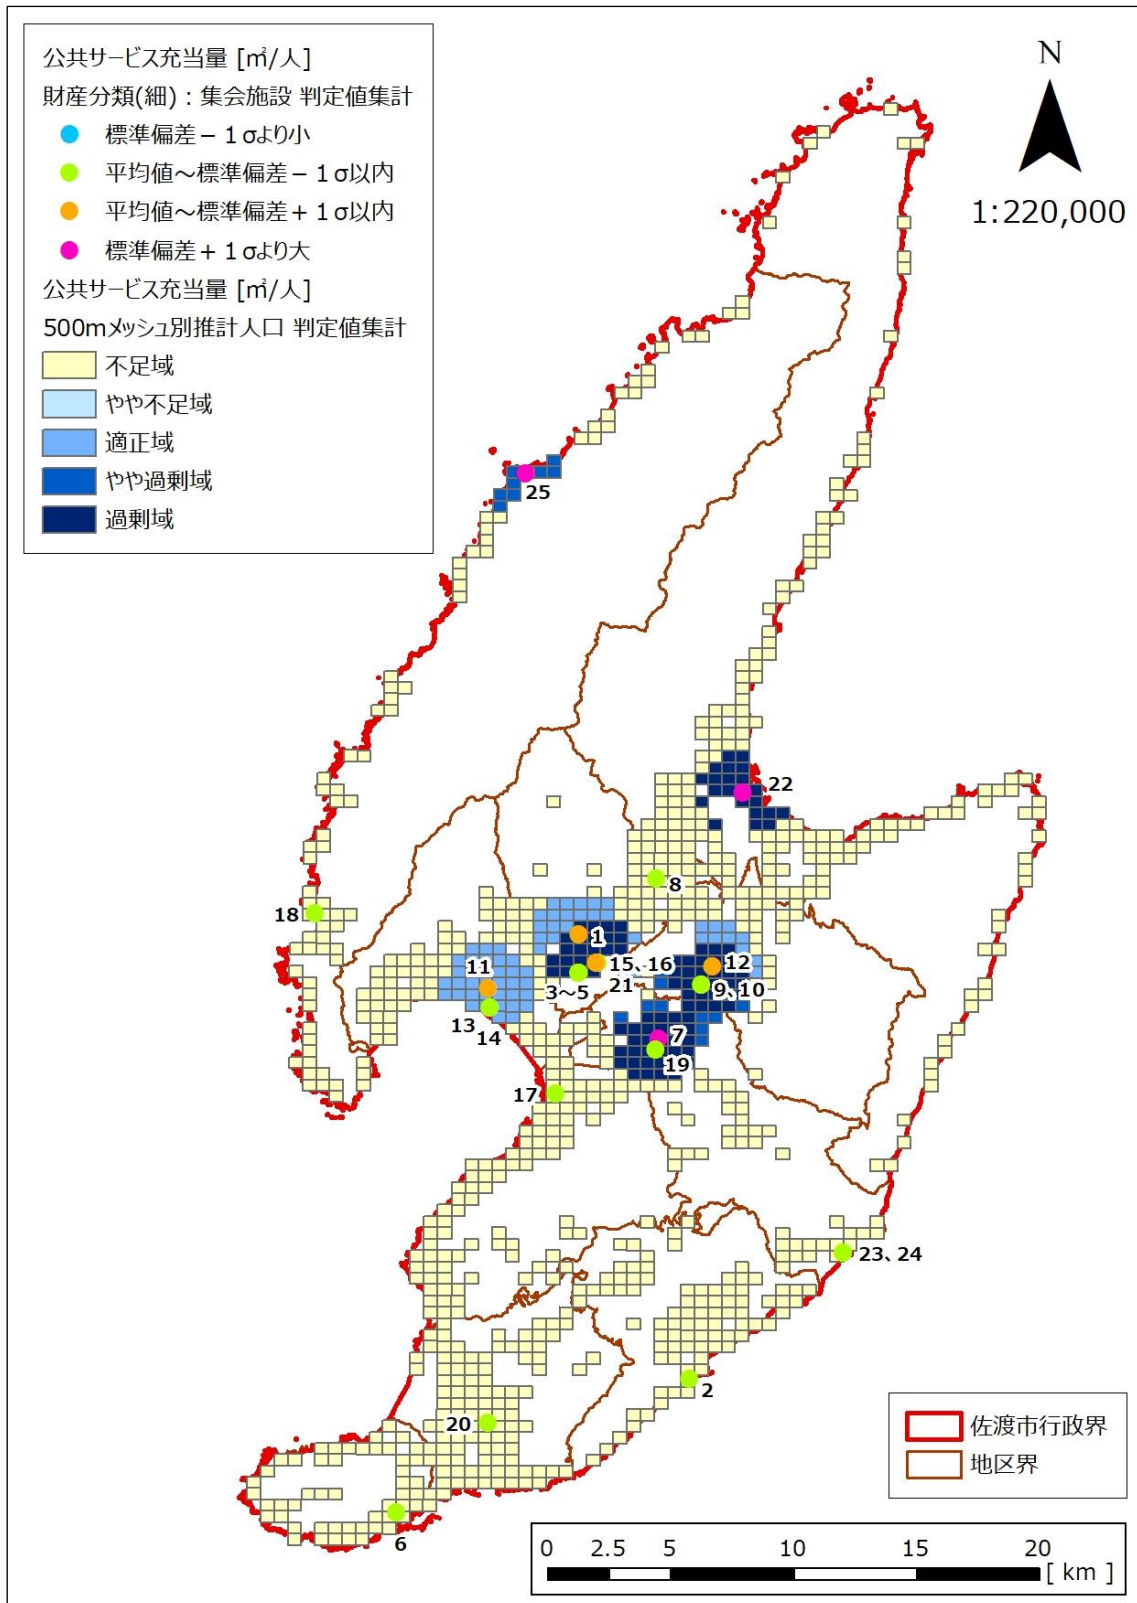 公共サービス充当量 [㎡/人]
財産分類(細)：集会施設 判定値集計
標準偏差－１σより小
平均値～標準偏差－１σ以内
平均値～標準偏差＋１σ以内
標準偏差＋１σより大
公共サービス充当量 [㎡/人]
500mメッシュ別推計人口 判定値集計
不足域
やや不足域
適正域
やや過剰域
過剰域
N
1:220,000
25
22
8
18
1
11
15、16
12
3～5
21
9、10
13
14
7
19
17
23、24
2
20
6
佐渡市行政界
地区界
0 2.5 5 10 15 20
[ km ]